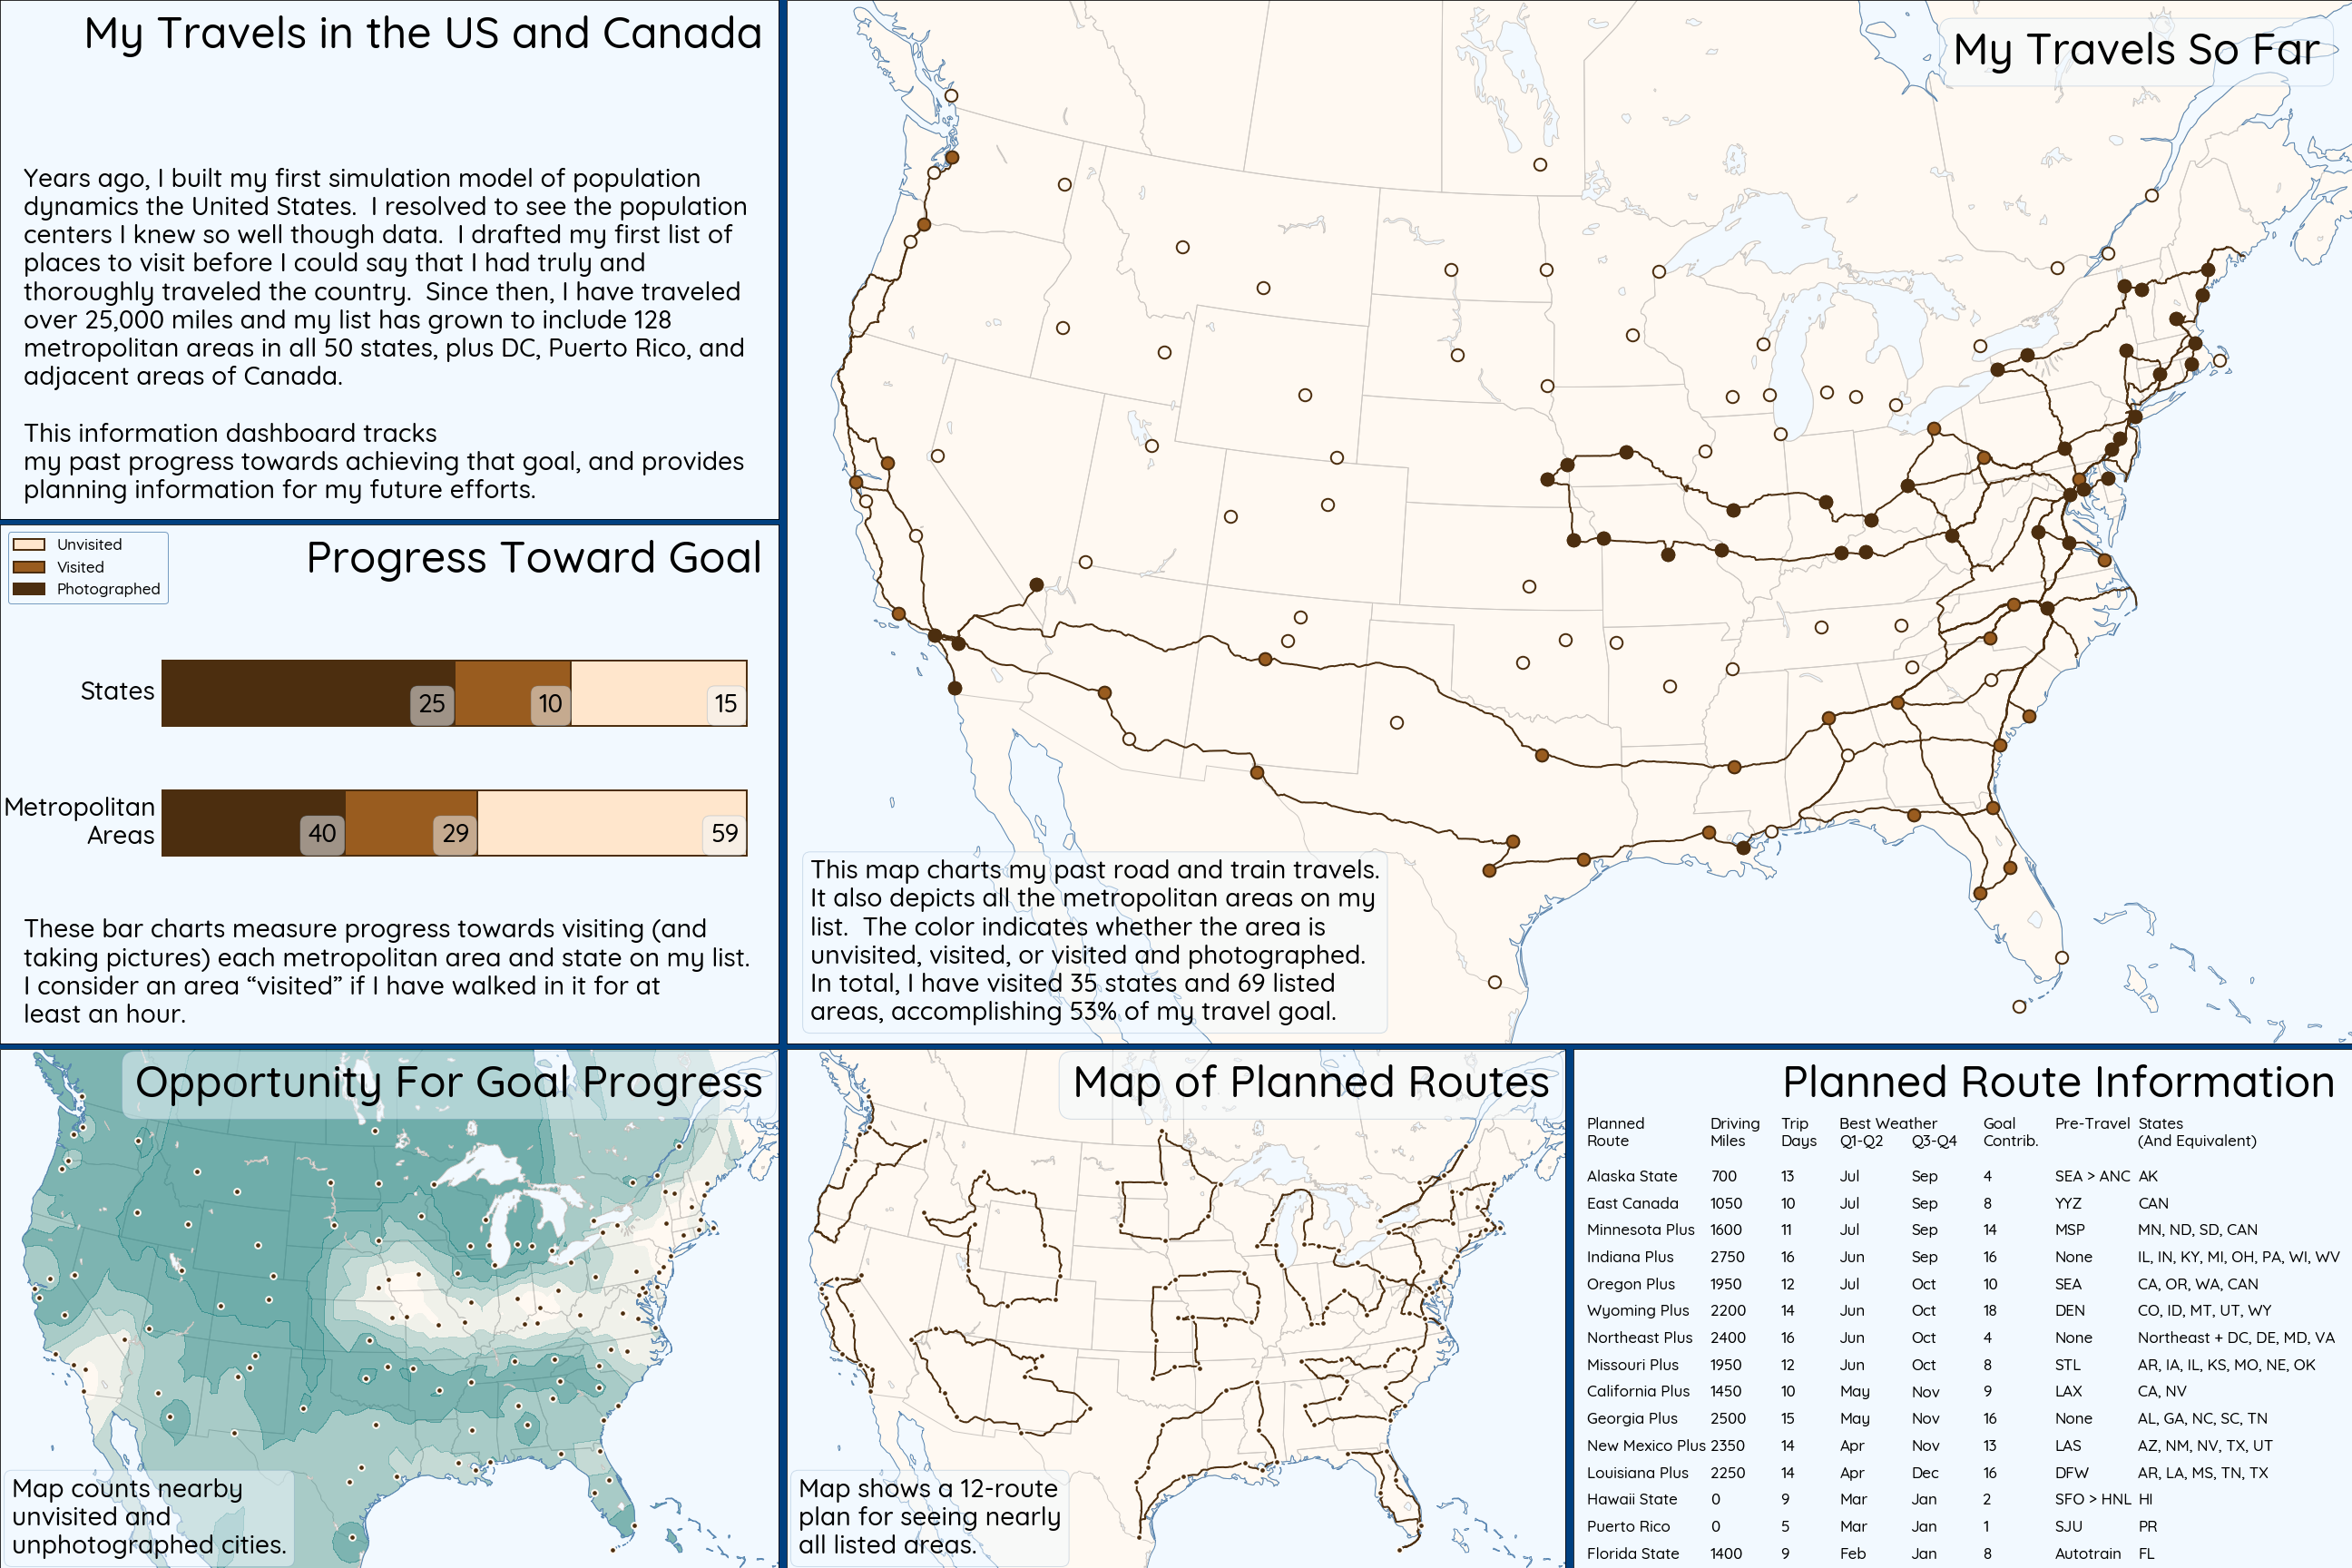 My Travels in the US and Canada
Years ago, I built my first simulation model of population
dynamics the United States.  I resolved to see the population
centers I knew so well though data.  I drafted my first list of
places to visit before I could say that I had truly and
thoroughly traveled the country.  Since then, I have traveled
over 25,000 miles and my list has grown to include 128
metropolitan areas in all 50 states, plus DC, Puerto Rico, and
adjacent areas of Canada.
This information dashboard tracks
my past progress towards achieving that goal, and provides
planning information for my future efforts.
Progress Toward Goal
Unvisited
Visited
Photographed
States
25 10 15
Metropolitan
Areas
40 29 59
These bar charts measure progress towards visiting (and
taking pictures) each metropolitan area and state on my list.
I consider an area “visited” if I have walked in it for at
least an hour.
My Travels So Far
This map charts my past road and train travels.
It also depicts all the metropolitan areas on my
list.  The color indicates whether the area is
unvisited, visited, or visited and photographed.
In total, I have visited 35 states and 69 listed
areas, accomplishing 53% of my travel goal.
Opportunity For Goal Progress
Map counts nearby
unvisited and
unphotographed cities.
Map of Planned Routes
Map shows a 12-route
plan for seeing nearly
all listed areas.
Planned Route Information
Planned Driving Trip Best Weather Goal Pre-Travel States
Route Miles Days Q1-Q2 Q3-Q4 Contrib. (And Equivalent)
Alaska State 700 13 Jul Sep 4 SEA > ANC AK
East Canada 1050 10 Jul Sep 8 YYZ CAN
Minnesota Plus 1600 11 Jul Sep 14 MSP MN, ND, SD, CAN
Indiana Plus 2750 16 Jun Sep 16 None IL, IN, KY, MI, OH, PA, WI, WV
Oregon Plus 1950 12 Jul Oct 10 SEA CA, OR, WA, CAN
Wyoming Plus 2200 14 Jun Oct 18 DEN CO, ID, MT, UT, WY
Northeast Plus 2400 16 Jun Oct 4 None Northeast + DC, DE, MD, VA
Missouri Plus 1950 12 Jun Oct 8 STL AR, IA, IL, KS, MO, NE, OK
California Plus 1450 10 May Nov 9 LAX CA, NV
Georgia Plus 2500 15 May Nov 16 None AL, GA, NC, SC, TN
New Mexico Plus 2350 14 Apr Nov 13 LAS AZ, NM, NV, TX, UT
Louisiana Plus 2250 14 Apr Dec 16 DFW AR, LA, MS, TN, TX
Hawaii State 0 9 Mar Jan 2 SFO > HNL HI
Puerto Rico 0 5 Mar Jan 1 SJU PR
Florida State 1400 9 Feb Jan 8 Autotrain FL